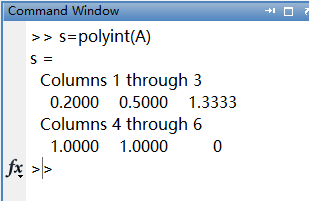 Command Window
>> s=polyint(A)
s =
Columns 1 through 3
0.2000 0.5000 1.3333
Columns 4 through 6
1.0000 1.0000 0
fx >>